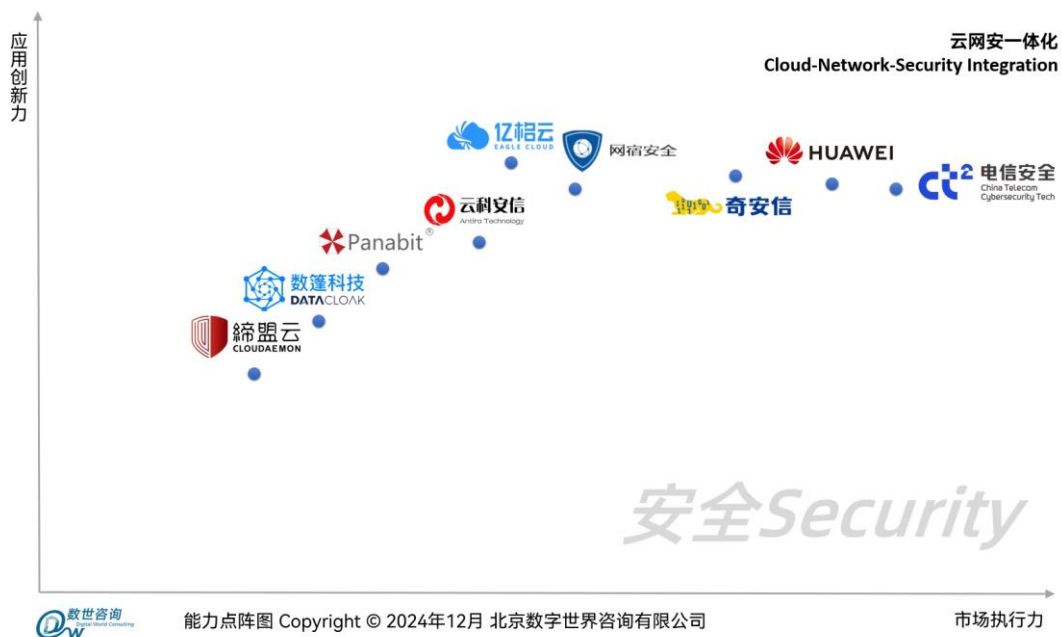 应用创新力
云网安一体化
Cloud-Network-Security Integration
亿格云
EAGLE CLOUD
网宿安全
HUAWEI
电信安全
China Telecom
Cybersecurity Tech
奇安信
云科安信
Antira Technology
Panabit®
数篷科技
DATACLOAK
締盟云
CLOUDAEMON
安全Security
数世咨询
Digital World Consulting
能力点阵图 Copyright © 2024年12月 北京数字世界咨询有限公司
市场执行力